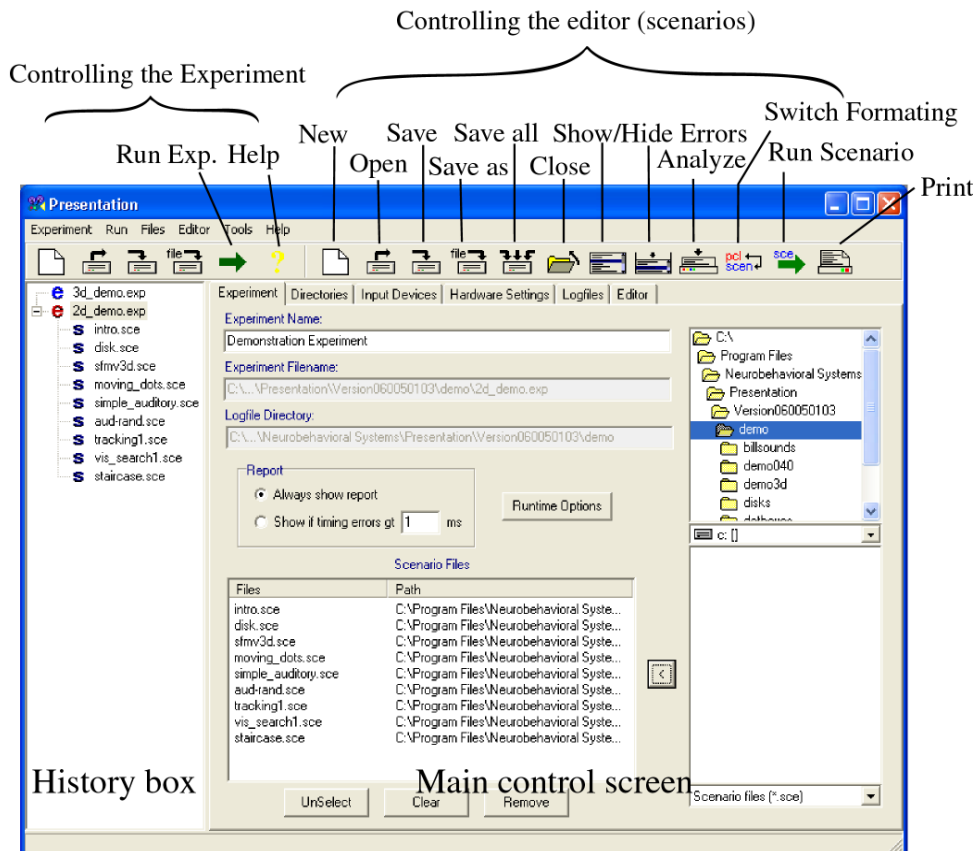 Controlling the editor (scenarios)
Controlling the Experiment
Switch Formating
New Save Save all Show/Hide Errors
Run Exp. Help Open Save as Close Analyze Run Scenario
Print
Presentation
Experiment Run Files Editor Tools Help
file file pcl scen sce
3d_demo.exp
2d_demo.exp
intro.sce
disk.sce
sfmv3d.sce
moving_dots.sce
simple_auditory.sce
aud-rand.sce
tracking1.sce
vis_search1.sce
staircase.sce
History box
Experiment Directories Input Devices Hardware Settings Logfiles Editor
Experiment Name:
Demonstration Experiment
Experiment Filename:
C:\...\Presentation\Version060050103\demo\2d_demo.exp
Logfile Directory:
C:\...\Neurobehavioral Systems\Presentation\Version060050103\demo
Report
Always show report
Show if timing errors gt 1 ms
Runtime Options
Scenario Files
Files Path
intro.sce C:\Program Files\Neurobehavioral Syste...
disk.sce C:\Program Files\Neurobehavioral Syste...
sfmv3d.sce C:\Program Files\Neurobehavioral Syste...
moving_dots.sce C:\Program Files\Neurobehavioral Syste...
simple_auditory.sce C:\Program Files\Neurobehavioral Syste...
aud-rand.sce C:\Program Files\Neurobehavioral Syste...
tracking1.sce C:\Program Files\Neurobehavioral Syste...
vis_search1.sce C:\Program Files\Neurobehavioral Syste...
staircase.sce C:\Program Files\Neurobehavioral Syste...
Main control screen
UnSelect Clear Remove
C:\
Program Files
Neurobehavioral Systems
Presentation
Version060050103
demo
billsounds
demo040
demo3d
disks
c: []
Scenario files (*.sce)